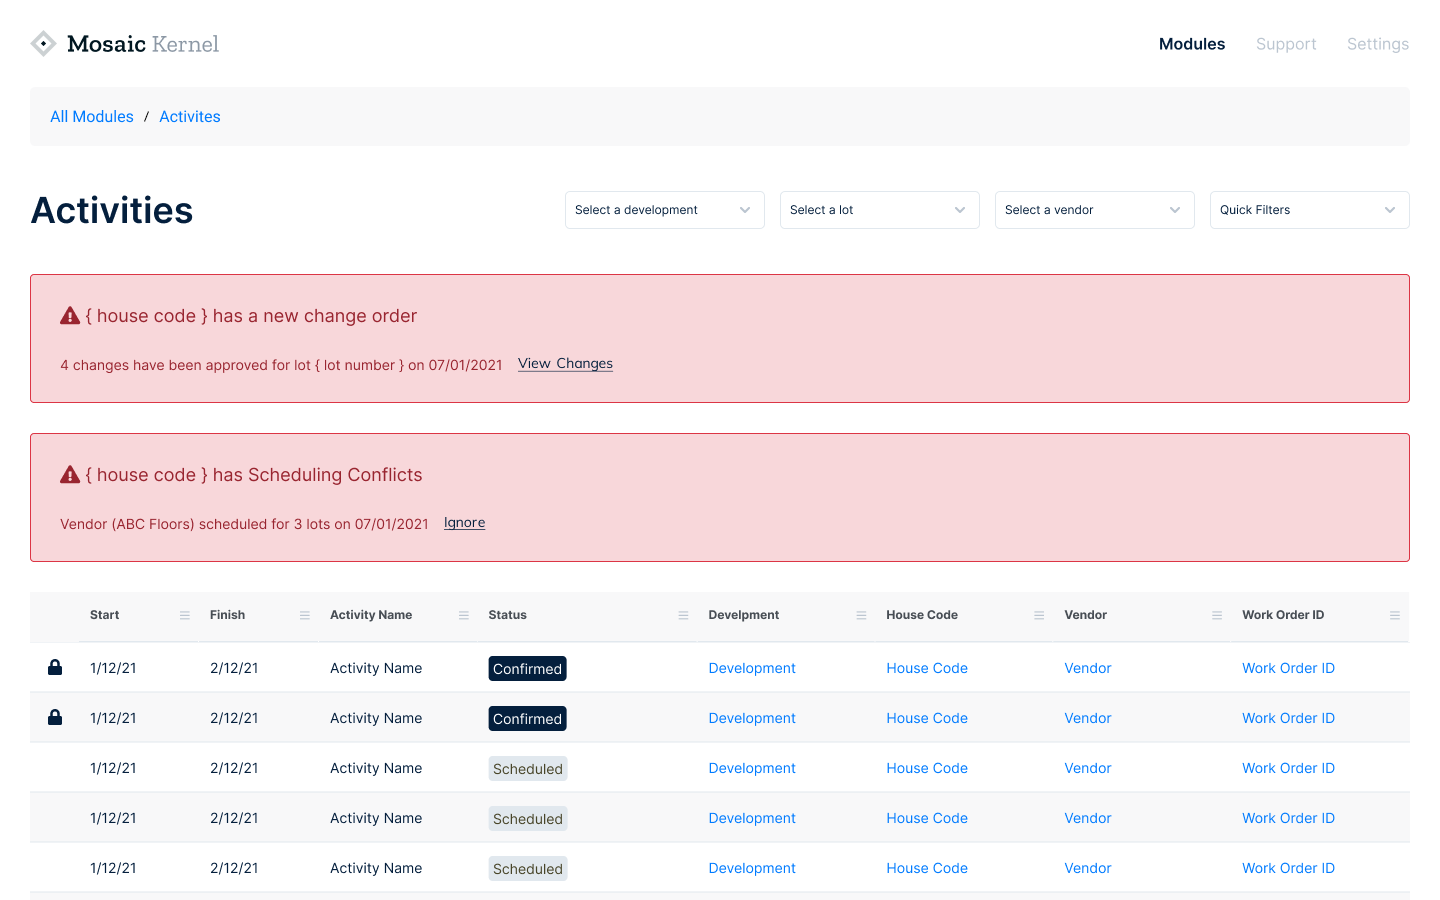 Mosaic Kernel
Modules Support Settings
All Modules / Activites
Activities
Select a development Select a lot Select a vendor Quick Filters
{ house code } has a new change order
4 changes have been approved for lot { lot number } on 07/01/2021 View Changes
{ house code } has Scheduling Conflicts
Vendor (ABC Floors) scheduled for 3 lots on 07/01/2021 Ignore
Start Finish Activity Name Status Develpment House Code Vendor Work Order ID
1/12/21 2/12/21 Activity Name Confirmed Development House Code Vendor Work Order ID
1/12/21 2/12/21 Activity Name Confirmed Development House Code Vendor Work Order ID
1/12/21 2/12/21 Activity Name Scheduled Development House Code Vendor Work Order ID
1/12/21 2/12/21 Activity Name Scheduled Development House Code Vendor Work Order ID
1/12/21 2/12/21 Activity Name Scheduled Development House Code Vendor Work Order ID